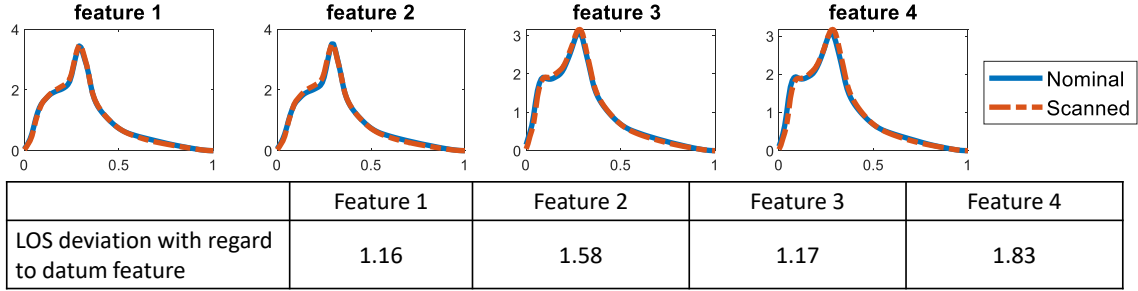 feature 1
feature 2
feature 3
feature 4
4
2
0
0
0.5
1
4
2
0
0
0.5
1
3
2
1
0
0
0.5
1
3
2
1
0
0
0.5
1
Nominal
Scanned
Feature 1 Feature 2 Feature 3 Feature 4
LOS deviation with regard
to datum feature
1.16 1.58 1.17 1.83